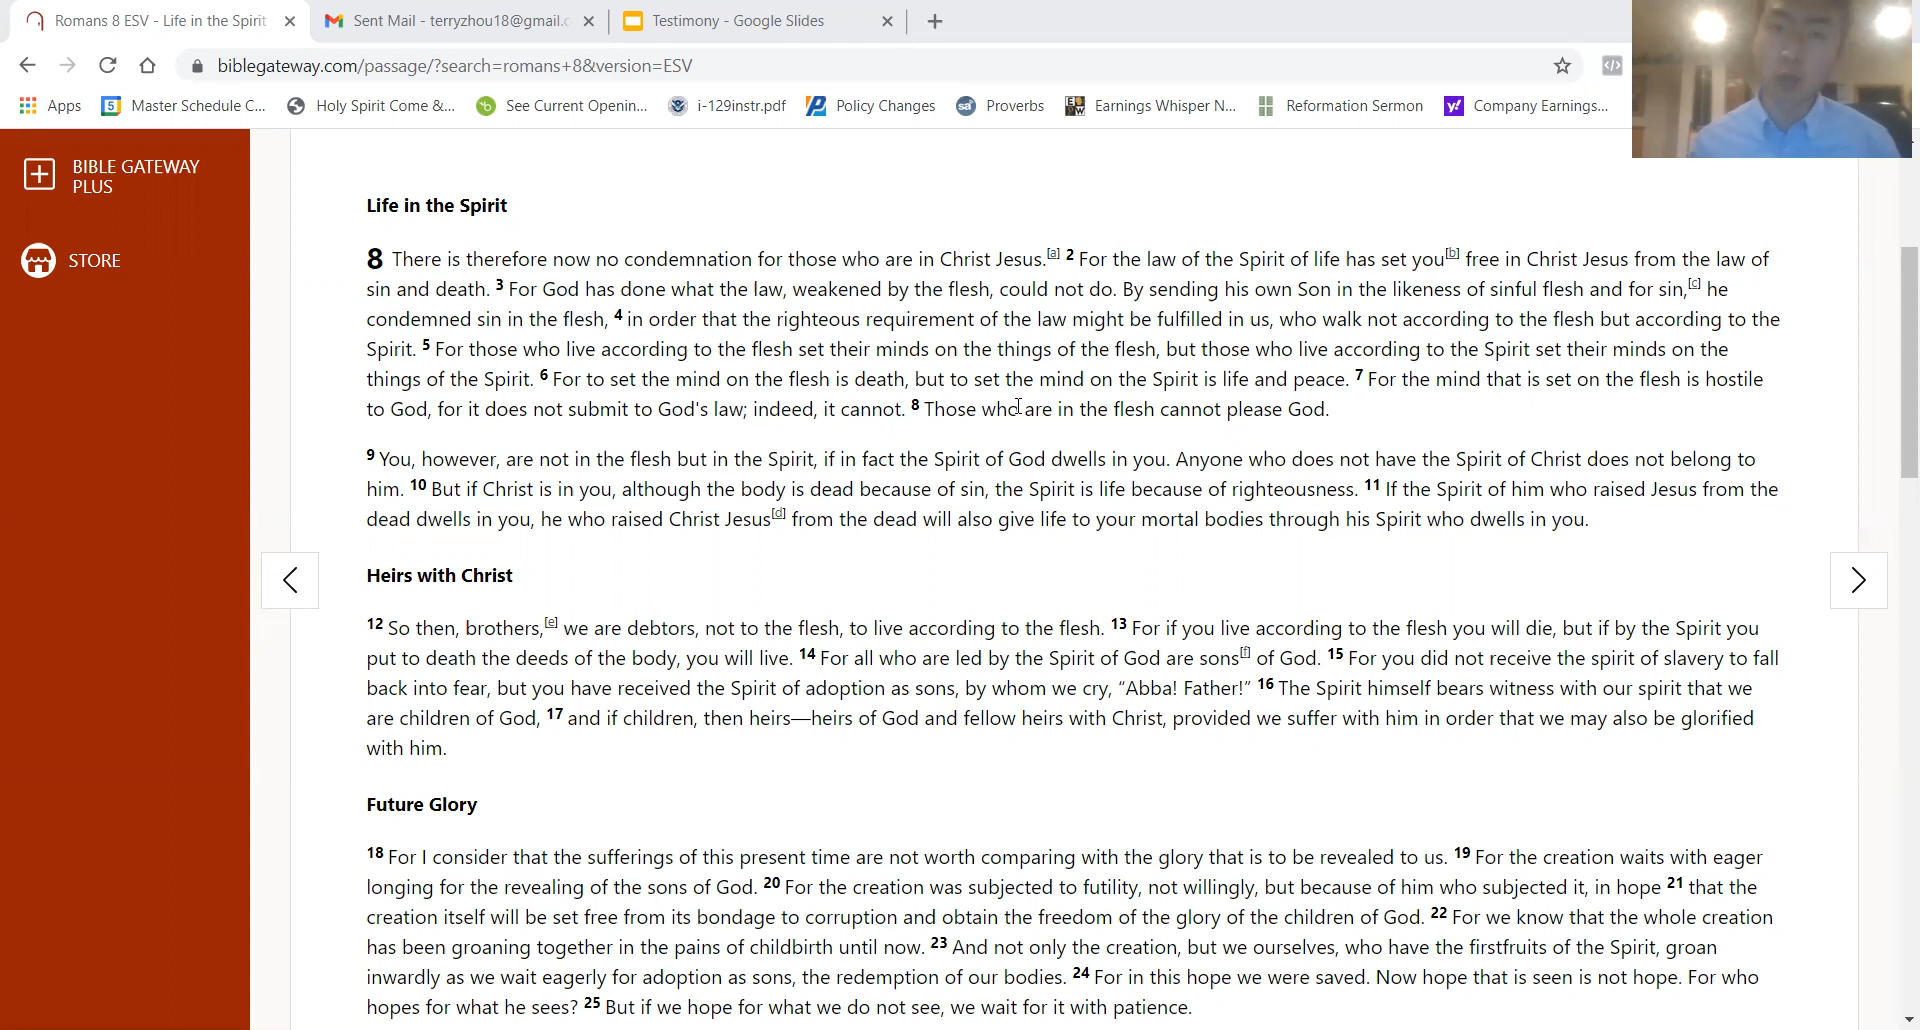 Romans 8 ESV - Life in the Spirit
Sent Mail - terryzhou18@gmail.c
Testimony - Google Slides
biblegateway.com/passage/?search=romans+8&version=ESV
Apps
Master Schedule C...
Holy Spirit Come &...
See Current Openin...
i-129instr.pdf
Policy Changes
Proverbs
Earnings Whisper N...
Reformation Sermon
Company Earnings...
BIBLE GATEWAY
PLUS
STORE
Life in the Spirit
8 There is therefore now no condemnation for those who are in Christ Jesus.[a] 2 For the law of the Spirit of life has set you[b] free in Christ Jesus from the law of
sin and death. 3 For God has done what the law, weakened by the flesh, could not do. By sending his own Son in the likeness of sinful flesh and for sin,[c] he
condemned sin in the flesh, 4 in order that the righteous requirement of the law might be fulfilled in us, who walk not according to the flesh but according to the
Spirit. 5 For those who live according to the flesh set their minds on the things of the flesh, but those who live according to the Spirit set their minds on the
things of the Spirit. 6 For to set the mind on the flesh is death, but to set the mind on the Spirit is life and peace. 7 For the mind that is set on the flesh is hostile
to God, for it does not submit to God's law; indeed, it cannot. 8 Those who are in the flesh cannot please God.
9 You, however, are not in the flesh but in the Spirit, if in fact the Spirit of God dwells in you. Anyone who does not have the Spirit of Christ does not belong to
him. 10 But if Christ is in you, although the body is dead because of sin, the Spirit is life because of righteousness. 11 If the Spirit of him who raised Jesus from the
dead dwells in you, he who raised Christ Jesus[d] from the dead will also give life to your mortal bodies through his Spirit who dwells in you.
Heirs with Christ
12 So then, brothers,[e] we are debtors, not to the flesh, to live according to the flesh. 13 For if you live according to the flesh you will die, but if by the Spirit you
put to death the deeds of the body, you will live. 14 For all who are led by the Spirit of God are sons[f] of God. 15 For you did not receive the spirit of slavery to fall
back into fear, but you have received the Spirit of adoption as sons, by whom we cry, “Abba! Father!” 16 The Spirit himself bears witness with our spirit that we
are children of God, 17 and if children, then heirs—heirs of God and fellow heirs with Christ, provided we suffer with him in order that we may also be glorified
with him.
Future Glory
18 For I consider that the sufferings of this present time are not worth comparing with the glory that is to be revealed to us. 19 For the creation waits with eager
longing for the revealing of the sons of God. 20 For the creation was subjected to futility, not willingly, but because of him who subjected it, in hope 21 that the
creation itself will be set free from its bondage to corruption and obtain the freedom of the glory of the children of God. 22 For we know that the whole creation
has been groaning together in the pains of childbirth until now. 23 And not only the creation, but we ourselves, who have the firstfruits of the Spirit, groan
inwardly as we wait eagerly for adoption as sons, the redemption of our bodies. 24 For in this hope we were saved. Now hope that is seen is not hope. For who
hopes for what he sees? 25 But if we hope for what we do not see, we wait for it with patience.